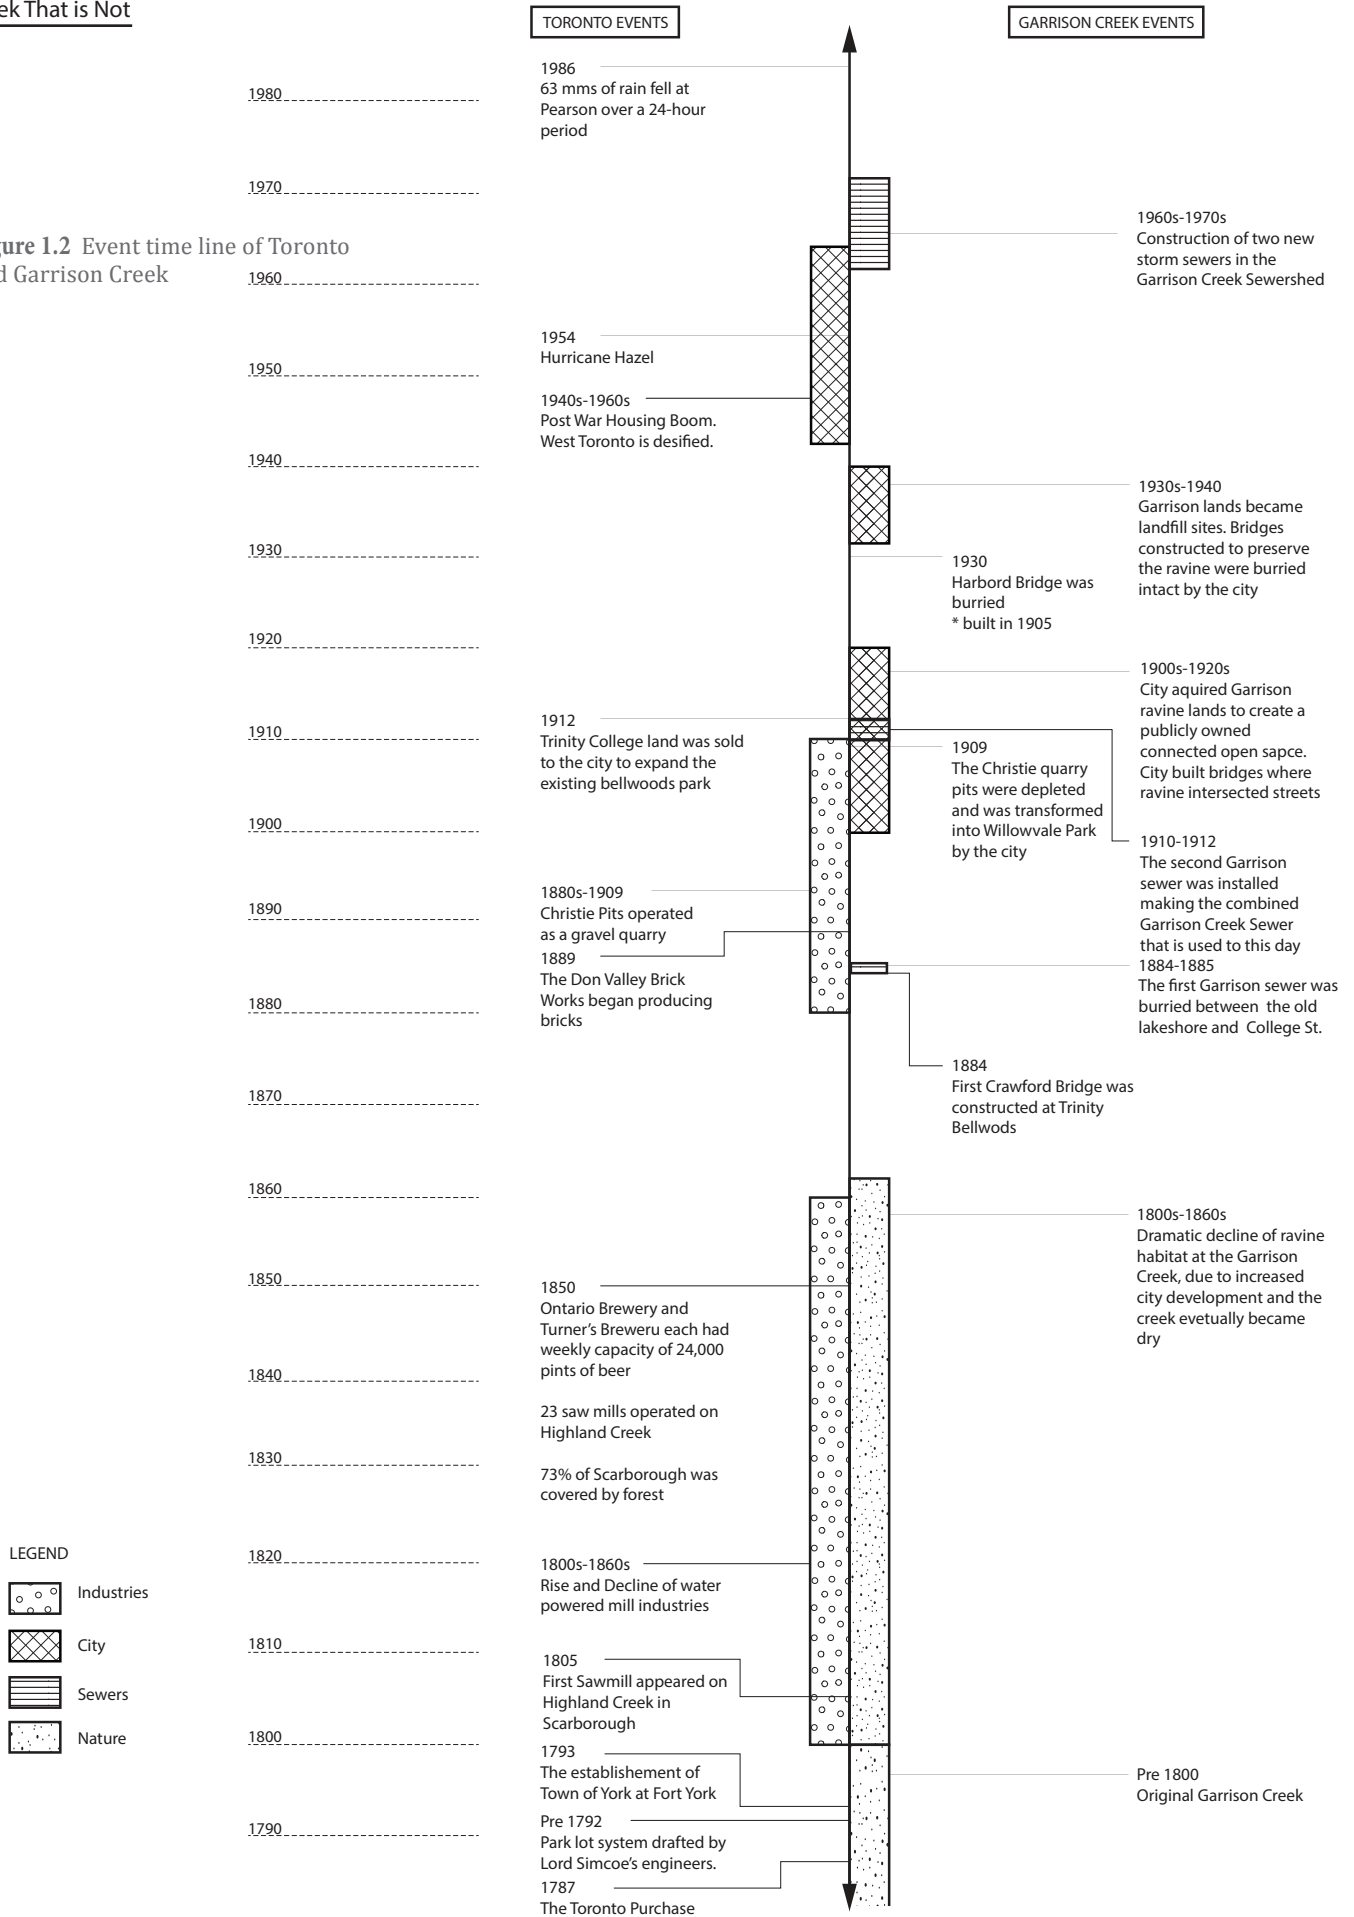 ek That is Not
TORONTO EVENTS
GARRISON CREEK EVENTS
1980
1970
gure 1.2 Event time line of Toronto
d Garrison Creek
1960
1950
1940
1930
1920
1910
1900
1890
1880
1870
1860
1850
1840
1830
1820
1810
1800
1790
LEGEND
Industries
City
Sewers
Nature
1986
63 mms of rain fell at
Pearson over a 24-hour
period
1954
Hurricane Hazel
1940s-1960s
Post War Housing Boom.
West Toronto is desified.
1912
Trinity College land was sold
to the city to expand the
existing bellwoods park
1880s-1909
Christie Pits operated
as a gravel quarry
1889
The Don Valley Brick
Works began producing
bricks
1850
Ontario Brewery and
Turner's Breweru each had
weekly capacity of 24,000
pints of beer
23 saw mills operated on
Highland Creek
73% of Scarborough was
covered by forest
1800s-1860s
Rise and Decline of water
powered mill industries
1805
First Sawmill appeared on
Highland Creek in
Scarborough
1793
The establishement of
Town of York at Fort York
Pre 1792
Park lot system drafted by
Lord Simcoe's engineers.
1787
The Toronto Purchase
1930
Harbord Bridge was
burried
* built in 1905
1909
The Christie quarry
pits were depleted
and was transformed
into Willowvale Park
by the city
1884
First Crawford Bridge was
constructed at Trinity
Bellwods
1960s-1970s
Construction of two new
storm sewers in the
Garrison Creek Sewershed
1930s-1940
Garrison lands became
landfill sites. Bridges
constructed to preserve
the ravine were burried
intact by the city
1900s-1920s
City aquired Garrison
ravine lands to create a
publicly owned
connected open sapce.
City built bridges where
ravine intersected streets
1910-1912
The second Garrison
sewer was installed
making the combined
Garrison Creek Sewer
that is used to this day
1884-1885
The first Garrison sewer was
burried between the old
lakeshore and College St.
1800s-1860s
Dramatic decline of ravine
habitat at the Garrison
Creek, due to increased
city development and the
creek evetually became
dry
Pre 1800
Original Garrison Creek